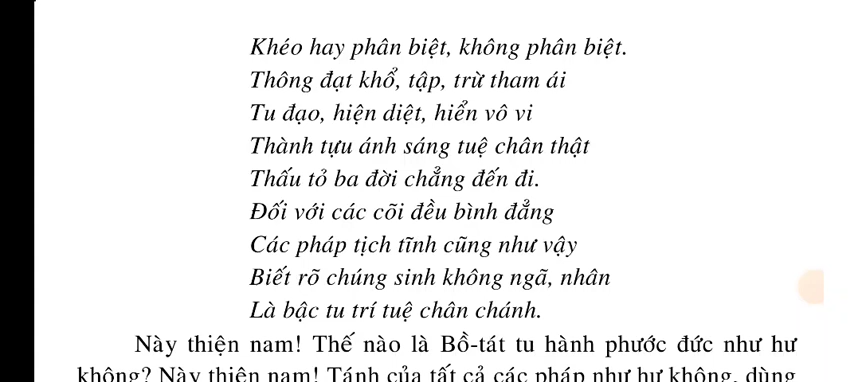 Khéo hay phân biệt, không phân biệt.
Thông đạt khổ, tập, trừ tham ái
Tu đạo, hiện diệt, hiển vô vi
Thành tựu ánh sáng tuệ chân thật
Thấu tỏ ba đời chẳng đến đi.
Đối với các cõi đều bình đẳng
Các pháp tịch tĩnh cũng như vậy
Biết rõ chúng sinh không ngã, nhân
Là bậc tu trí tuệ chân chánh.
Này thiện nam! Thế nào là Bồ-tát tu hành phước đức như hư
không? Này thiện nam! Tánh của tất cả các pháp như hư không, dùng